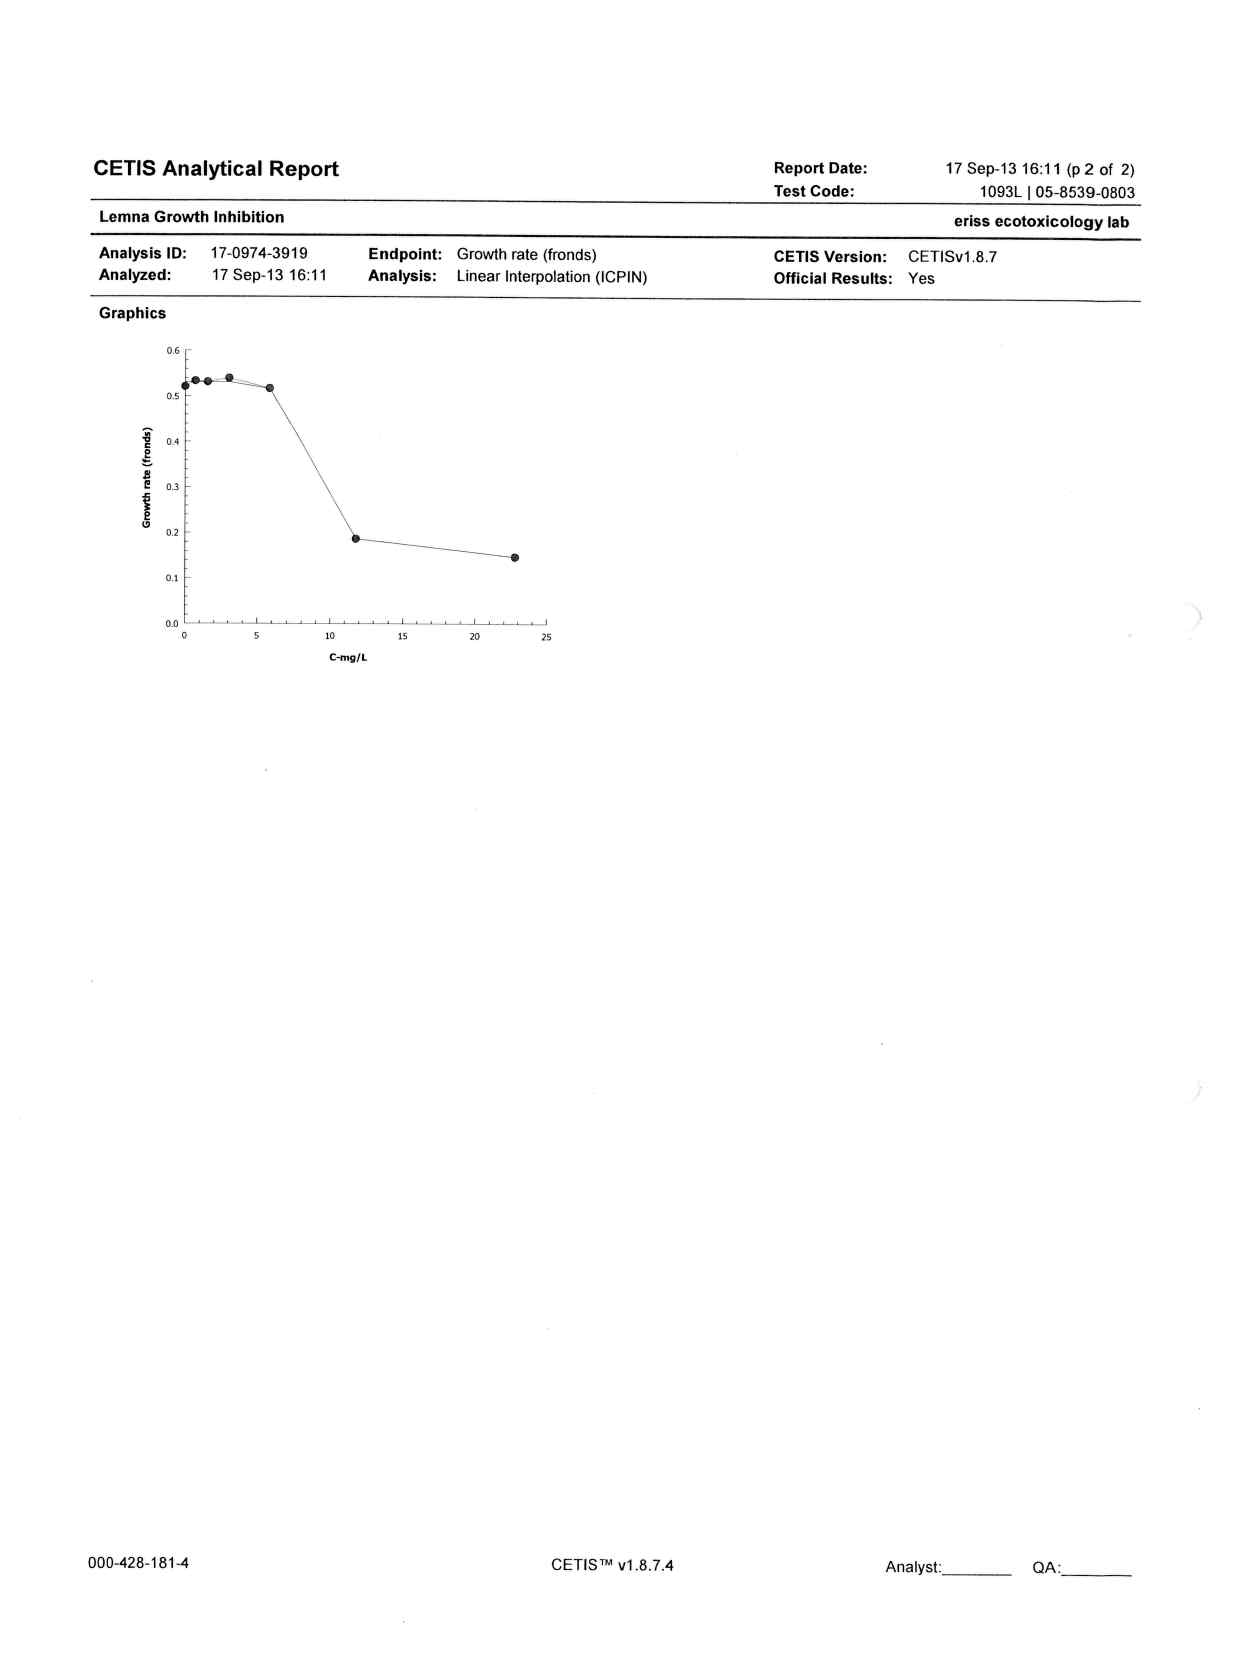 CETIS Analytical Report
Report Date: 17 Sep-13 16:11 (p 2 of 2)
Test Code: 1093L | 05-8539-0803
Lemna Growth Inhibition eriss ecotoxicology lab
Analysis ID: 17-0974-3919 Endpoint: Growth rate (fronds) CETIS Version: CETISv1.8.7
Analyzed: 17 Sep-13 16:11 Analysis: Linear Interpolation (ICPIN) Official Results: Yes
Graphics
0.6
0.5
0.4
0.3
0.2
0.1
0.0
Growth rate (fronds)
0 5 10 15 20 25
C-mg/L
000-428-181-4 CETIS™ v1.8.7.4 Analyst:________ QA:________